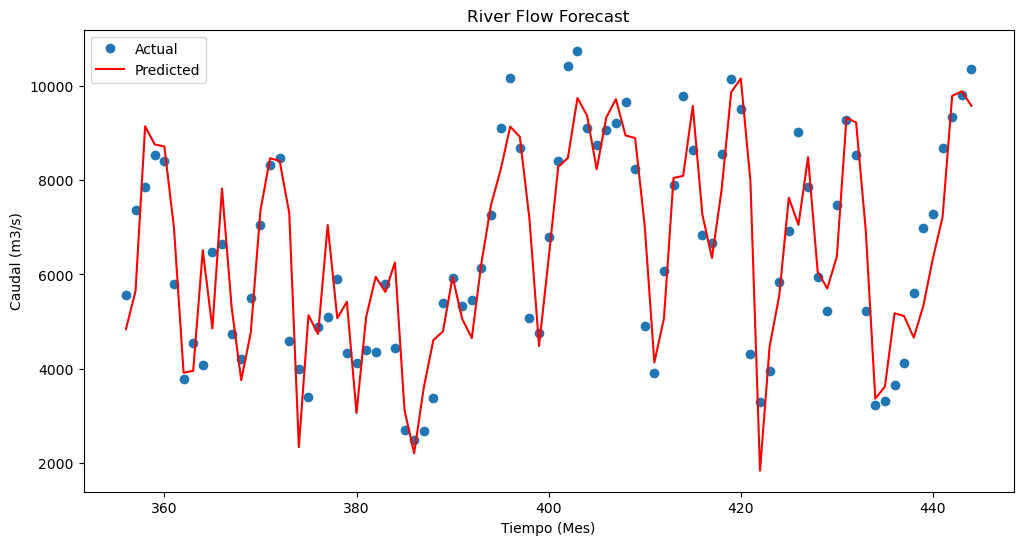 River Flow Forecast
Actual
Predicted
Caudal (m3/s)
10000
8000
6000
4000
2000
360 380 400 420 440
Tiempo (Mes)